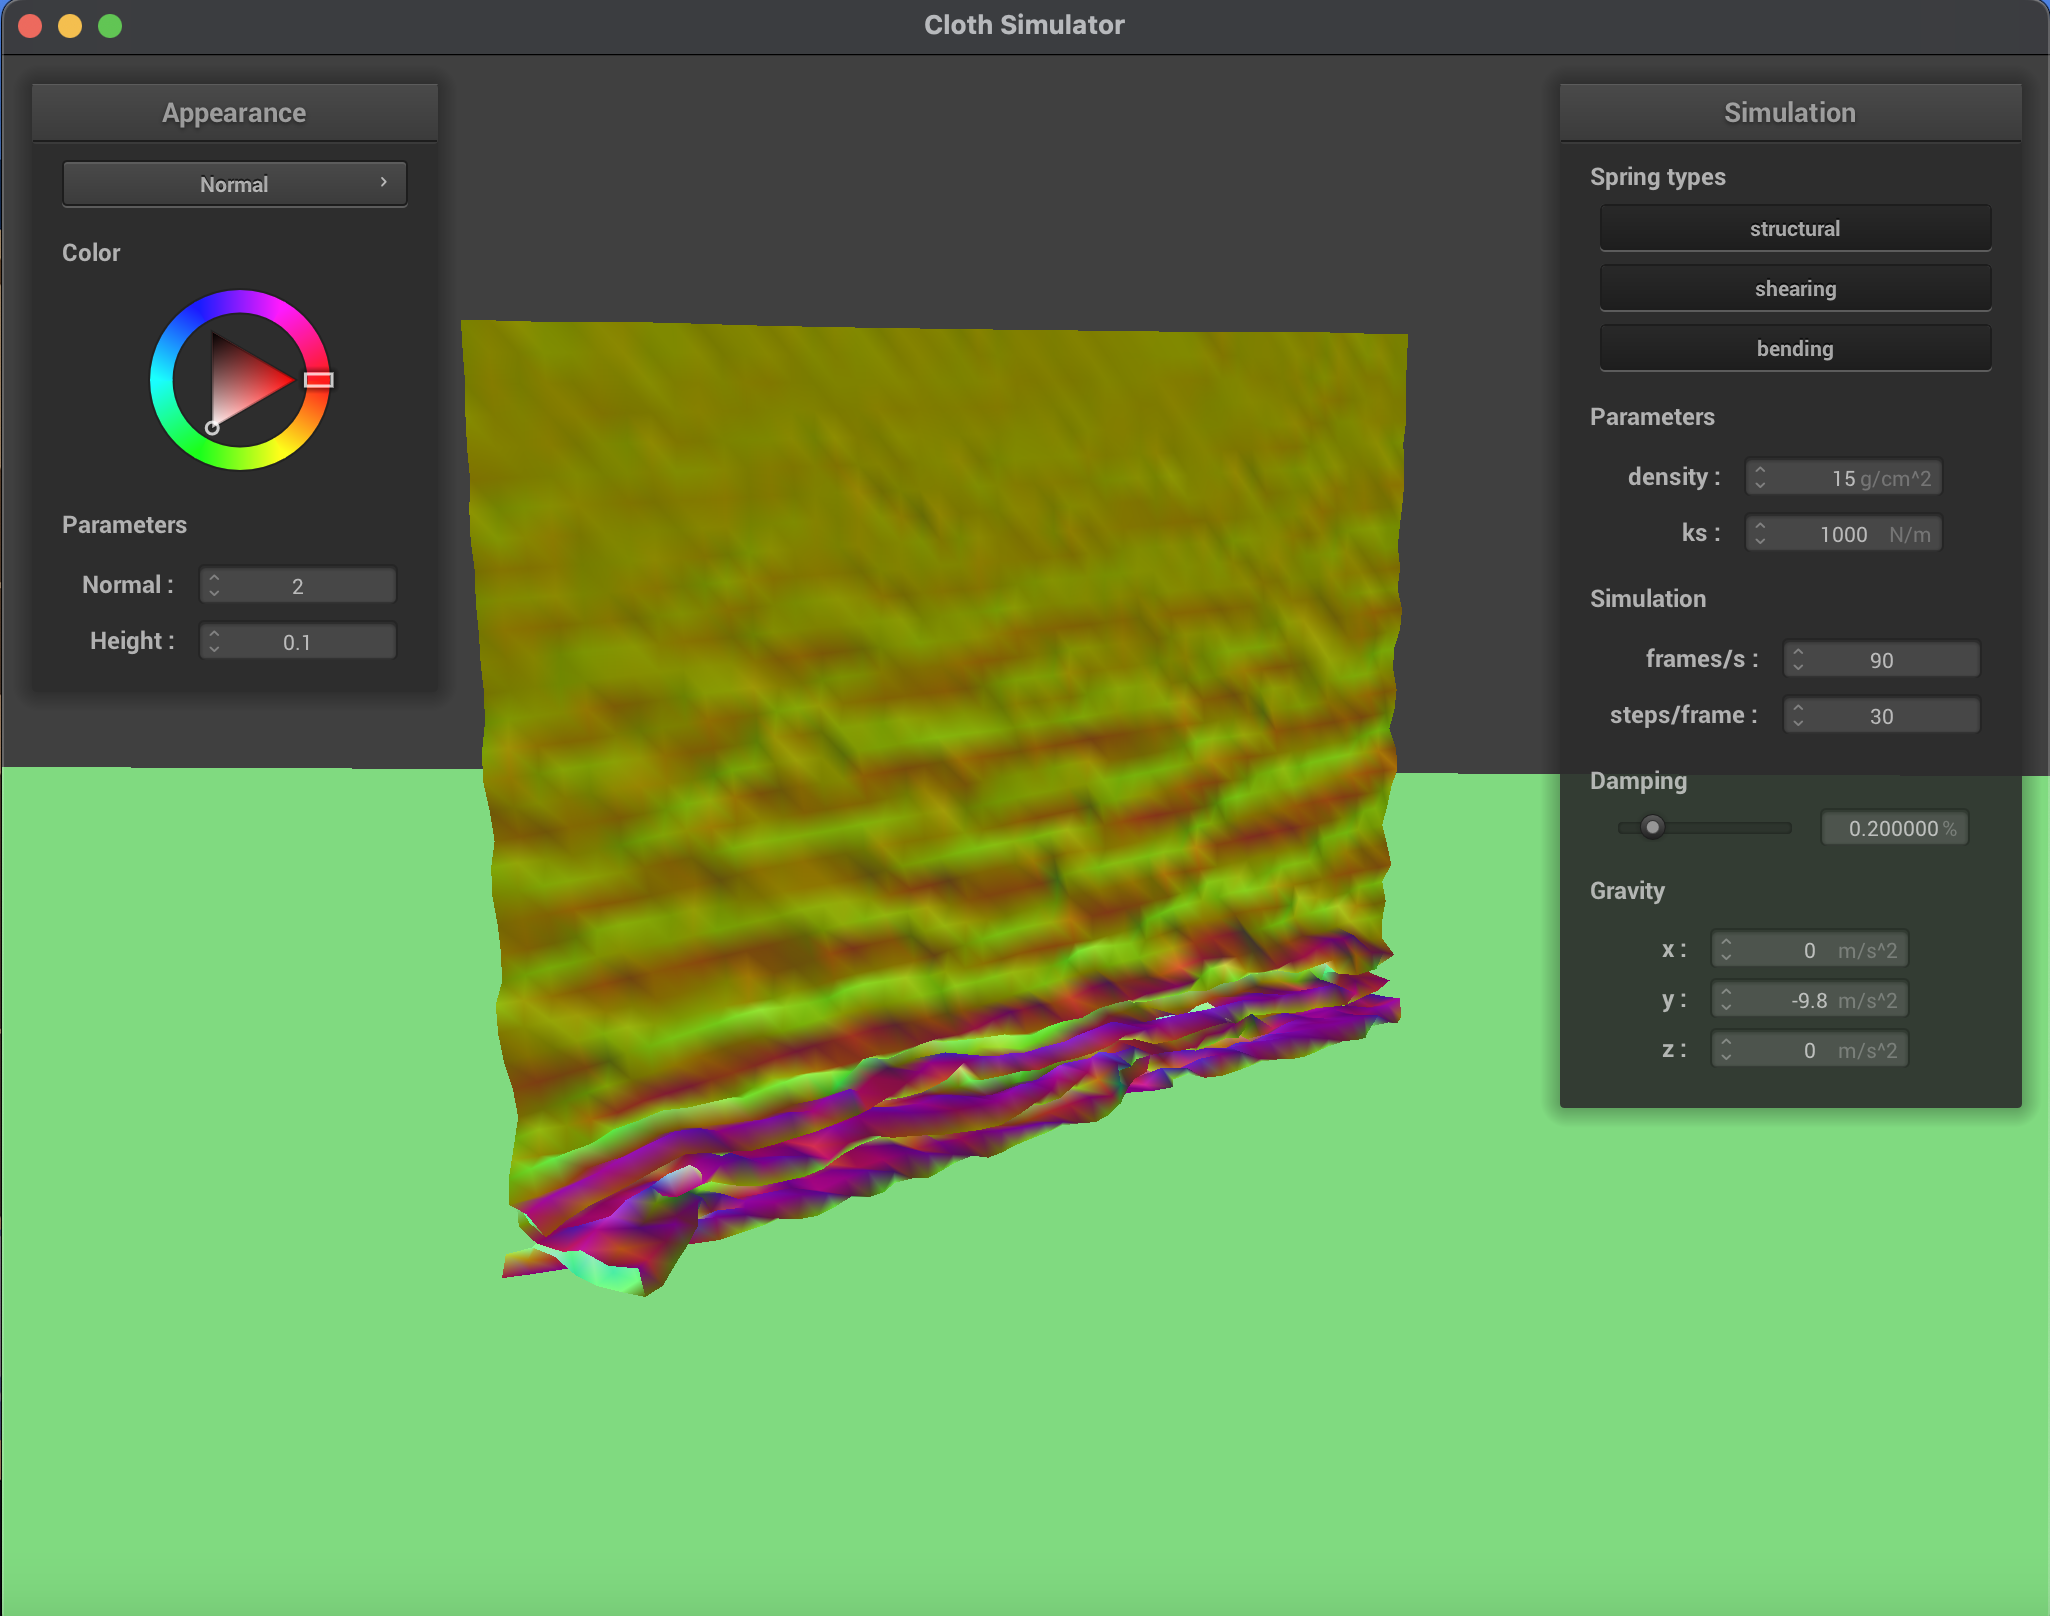 Cloth Simulator
Appearance
Normal
Color
Parameters
Normal : 2
Height : 0.1
Simulation
Spring types
structural
shearing
bending
Parameters
density : 15 g/cm^2
ks : 1000 N/m
Simulation
frames/s : 90
steps/frame : 30
Damping
0.200000 %
Gravity
x : 0 m/s^2
y : -9.8 m/s^2
z : 0 m/s^2